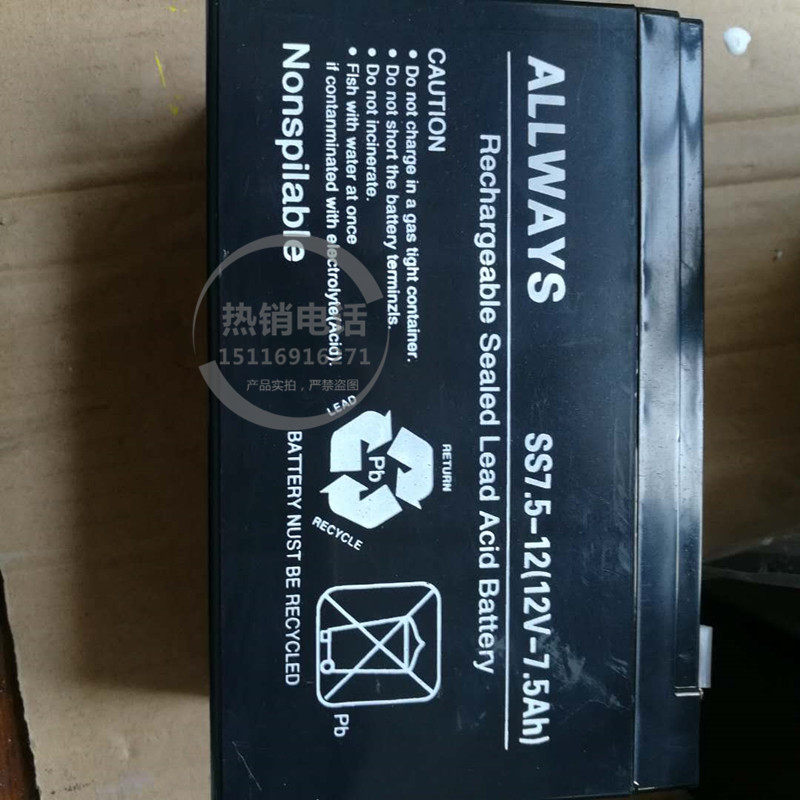 ALLWAYS
SS7.5-12(12V-7.5Ah)
Rechargeable Sealed Lead Acid Battery
CAUTION
• Do not charge in a gas tight container.
• Do not short the battery terminzls.
• Do not incinerate.
• Flsh with water at once
if contanminated with electrolyte(Acid).
Nonspilable
LEAD
RETURN
RECYCLE
Pb
BATTERY NUST BE RECYCLED
Pb
热销电话
15116916271
产品实拍，严禁盗图